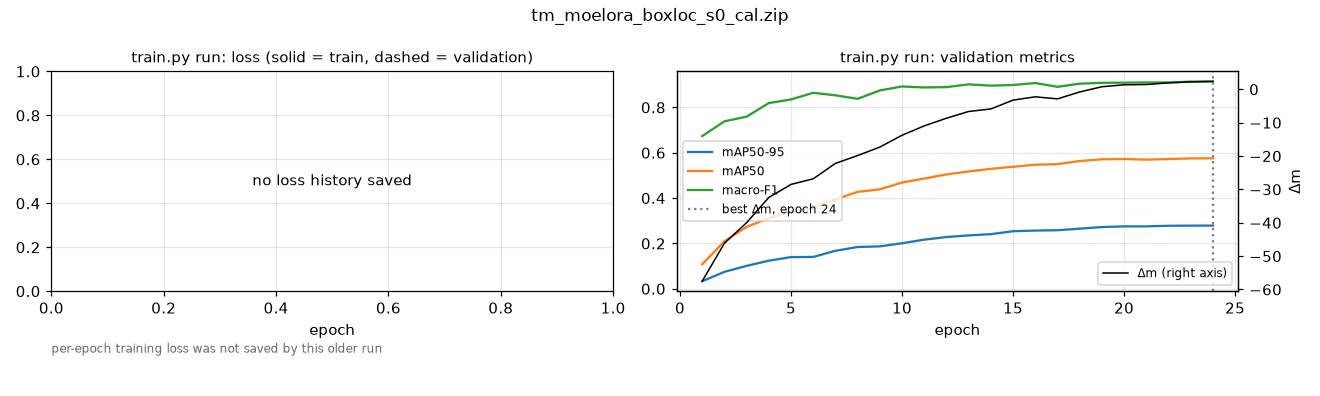 tm_moelora_boxloc_s0_cal.zip
train.py run: loss (solid = train, dashed = validation)
1.0
0.8
0.6
0.4
0.2
0.0
no loss history saved
0.0 0.2 0.4 0.6 0.8 1.0
epoch
per-epoch training loss was not saved by this older run
train.py run: validation metrics
0.8
0.6
0.4
0.2
0.0
mAP50-95
mAP50
macro-F1
best Δm, epoch 24
Δm (right axis)
0
−10
−20
−30
−40
−50
−60
Δm
0 5 10 15 20 25
epoch